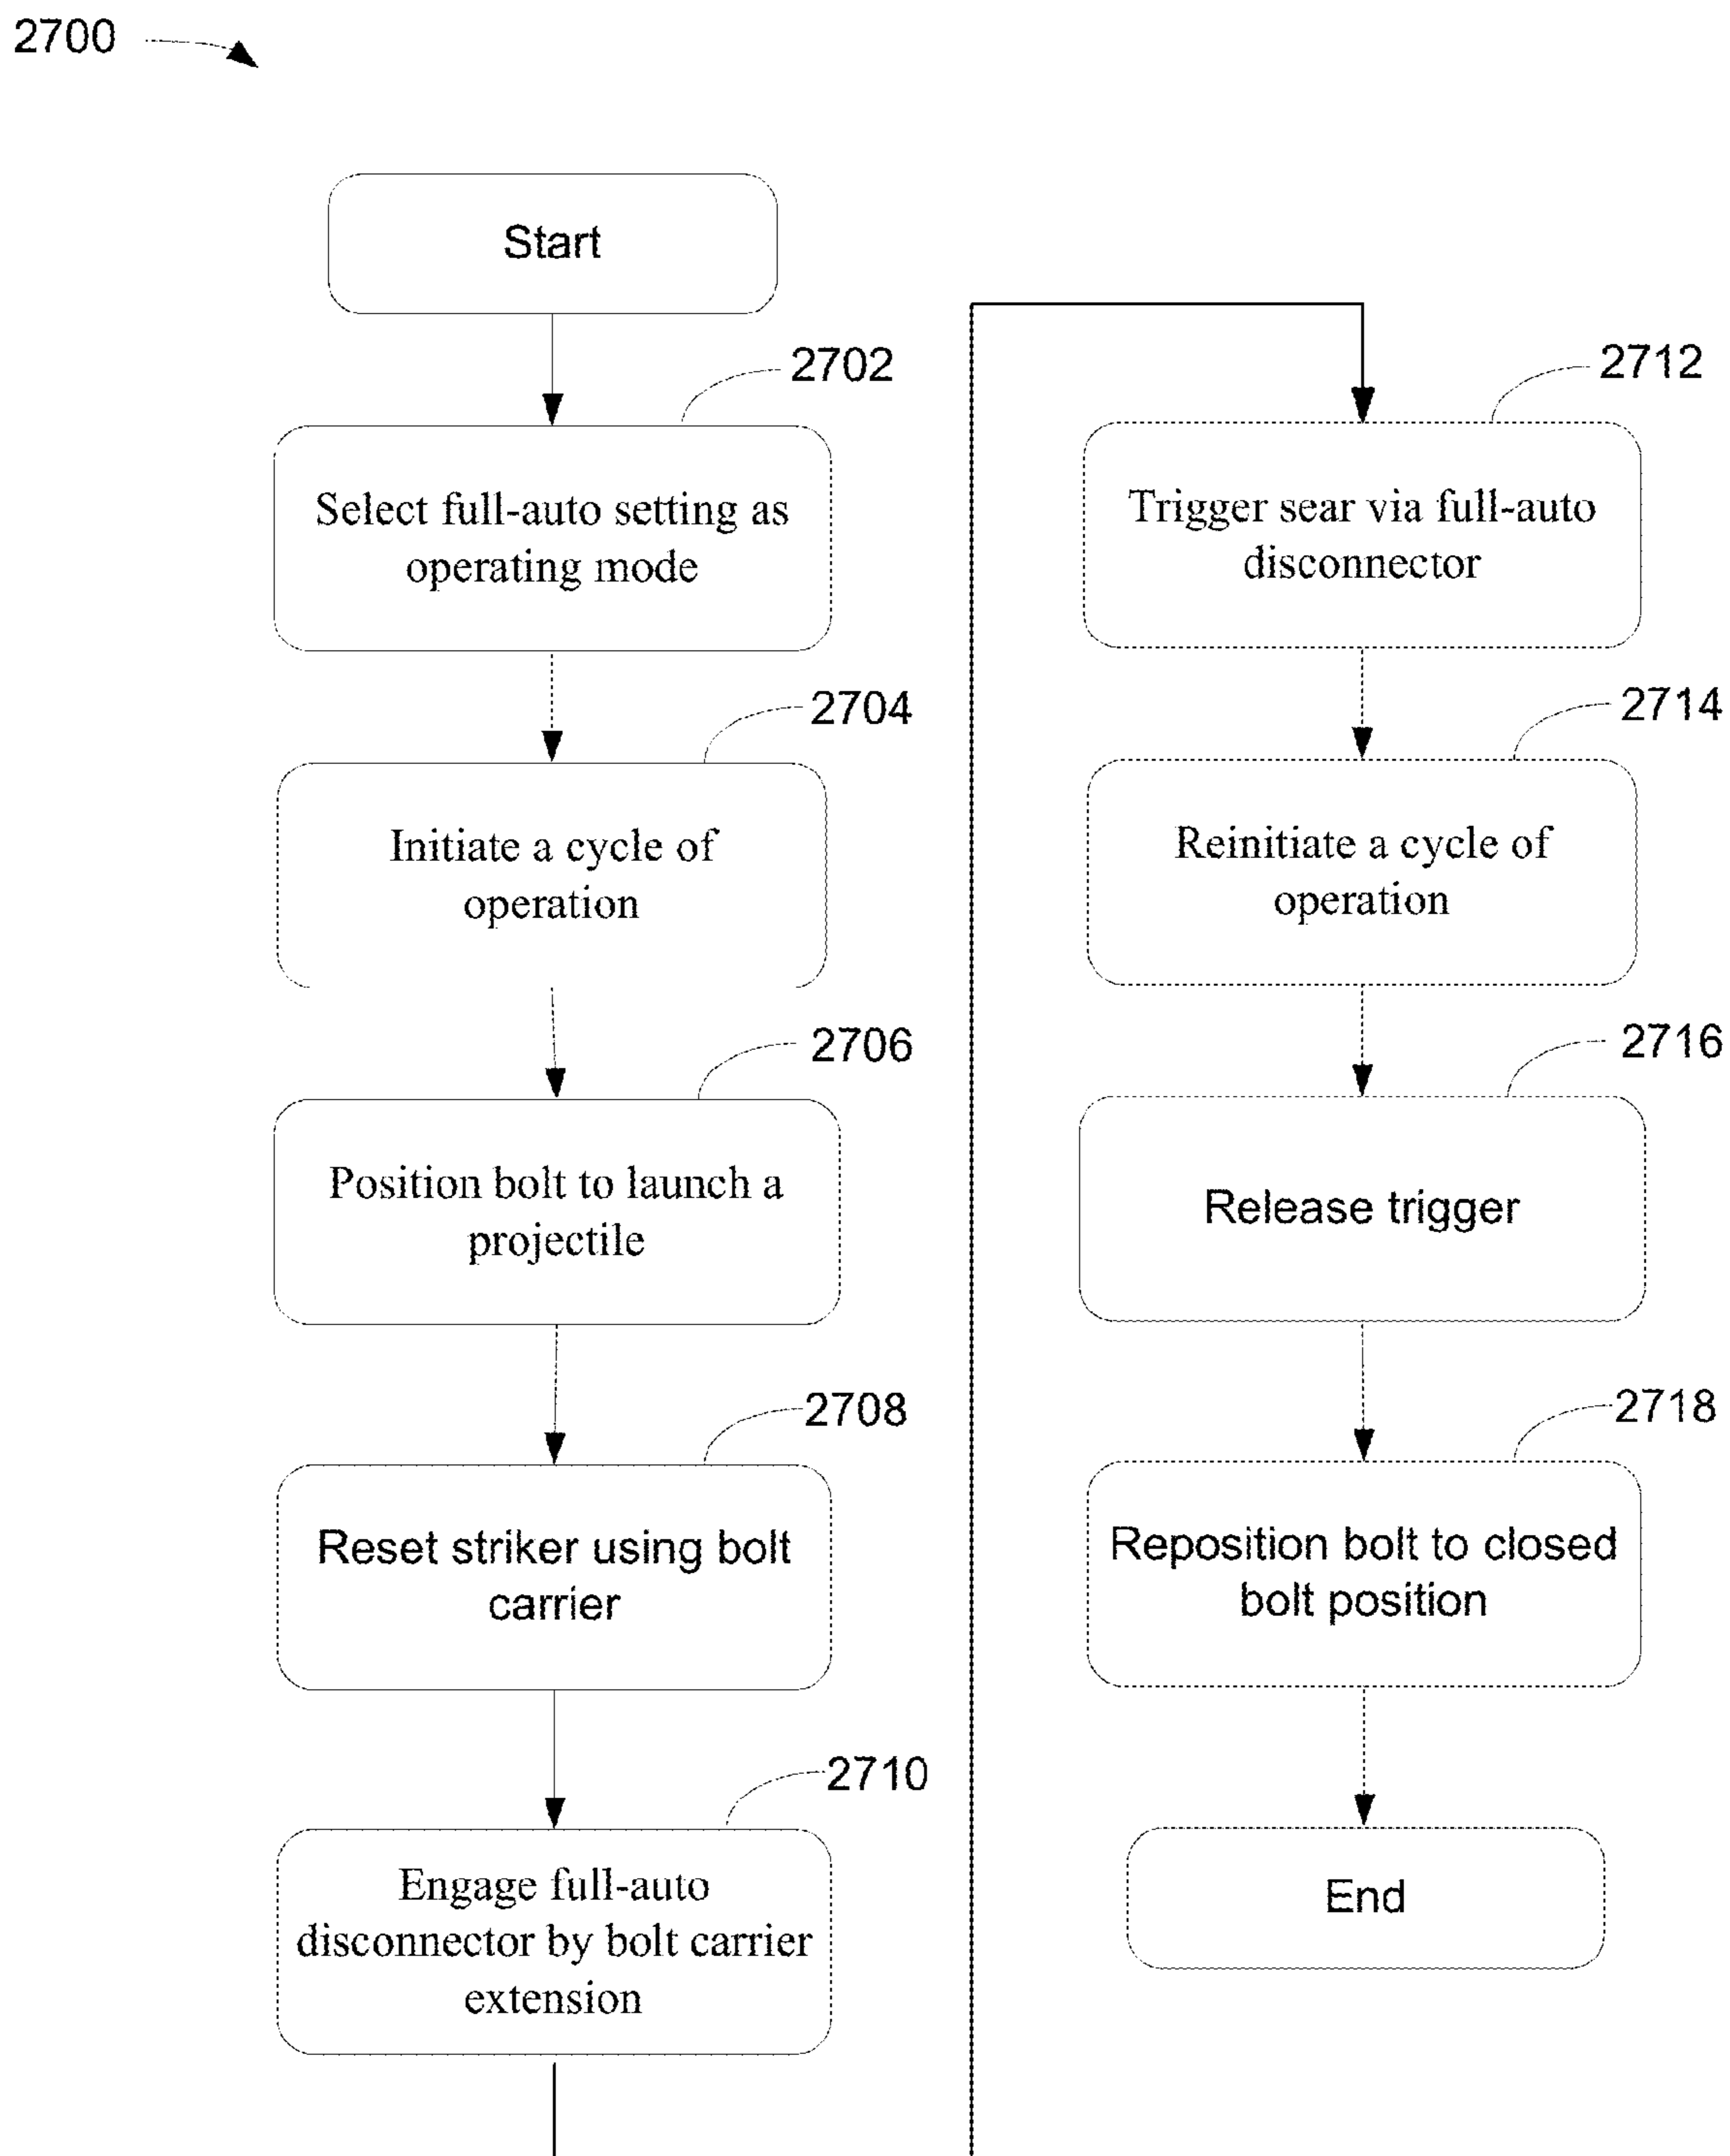 2700
Start
2702
Select full-auto setting as
operating mode
2704
Initiate a cycle of
operation
2706
Position bolt to launch a
projectile
2708
Reset striker using bolt
carrier
2710
Engage full-auto
disconnector by bolt carrier
extension
2712
Trigger sear via full-auto
disconnector
2714
Reinitiate a cycle of
operation
2716
Release trigger
2718
Reposition bolt to closed
bolt position
End